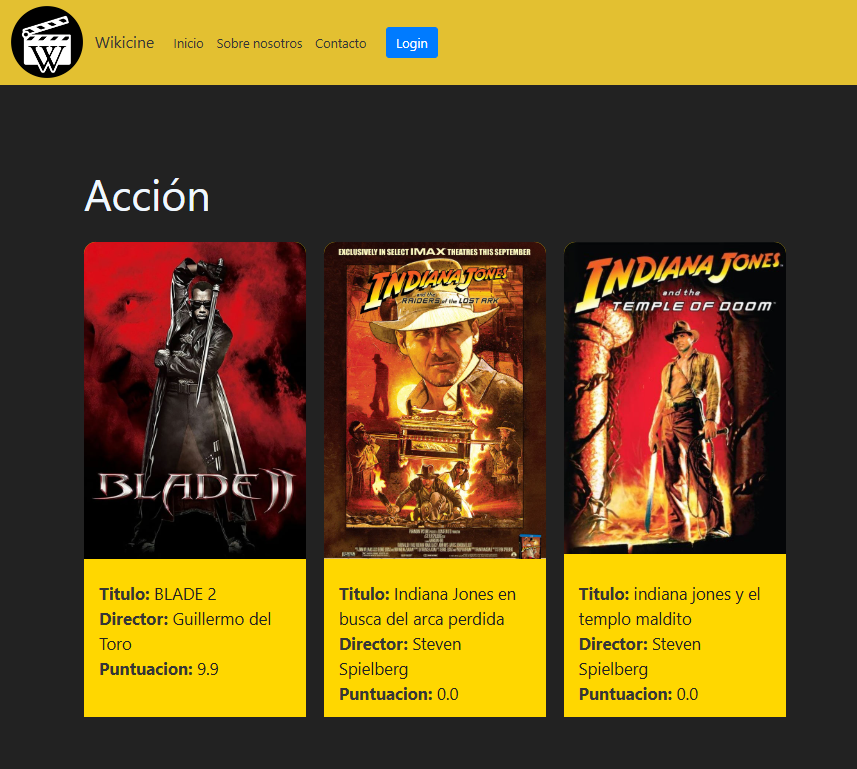 W
Wikicine Inicio Sobre nosotros Contacto Login
Acción
BLADE II
Titulo: BLADE 2
Director: Guillermo del
Toro
Puntuacion: 9.9
EXCLUSIVELY IN SELECT IMAX THEATRES THIS SEPTEMBER
INDIANA JONES
and the
RAIDERS of the LOST ARK
Titulo: Indiana Jones en
busca del arca perdida
Director: Steven
Spielberg
Puntuacion: 0.0
INDIANA JONES
and the
TEMPLE OF DOOM
Titulo: indiana jones y el
templo maldito
Director: Steven
Spielberg
Puntuacion: 0.0